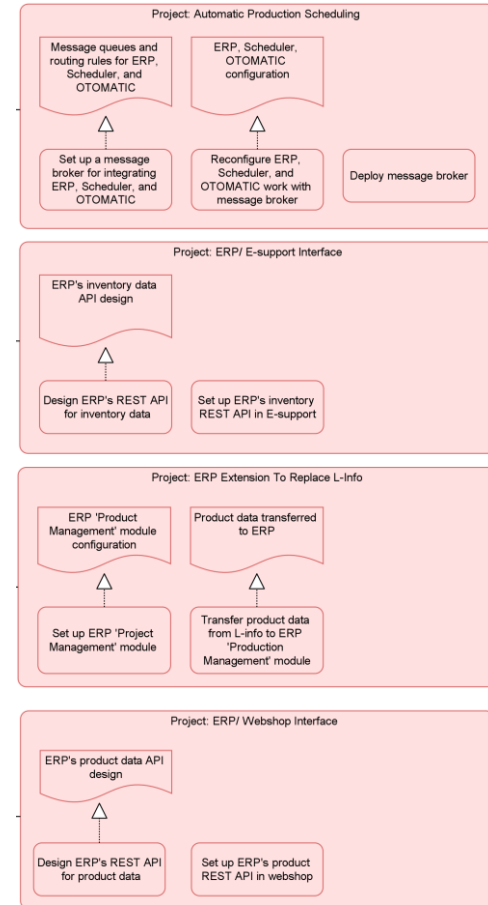 Project: Automatic Production Scheduling
Message queues and
routing rules for ERP,
Scheduler, and
OTOMATIC
ERP, Scheduler,
OTOMATIC
configuration
Set up a message
broker for integrating
ERP, Scheduler, and
OTOMATIC
Reconfigure ERP,
Scheduler, and
OTOMATIC work with
message broker
Deploy message broker
Project: ERP/ E-support Interface
ERP's inventory data
API design
Design ERP's REST API
for inventory data
Set up ERP's inventory
REST API in E-support
Project: ERP Extension To Replace L-Info
ERP 'Product
Management' module
configuration
Product data transferred
to ERP
Set up ERP 'Project
Management' module
Transfer product data
from L-info to ERP
'Production
Management' module
Project: ERP/ Webshop Interface
ERP's product data API
design
Design ERP's REST API
for product data
Set up ERP's product
REST API in webshop